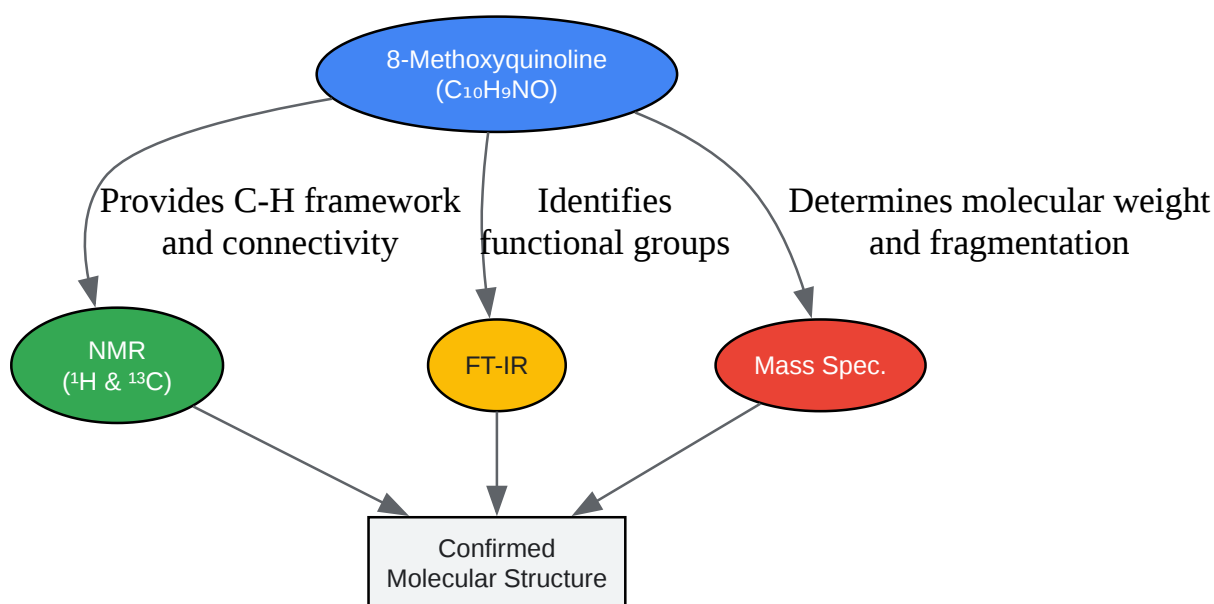 8-Methoxyquinoline
(C₁₀H₉NO)
Provides C-H framework
and connectivity
Identifies
functional groups
Determines molecular weight
and fragmentation
NMR
(¹H & ¹³C)
FT-IR
Mass Spec.
Confirmed
Molecular Structure